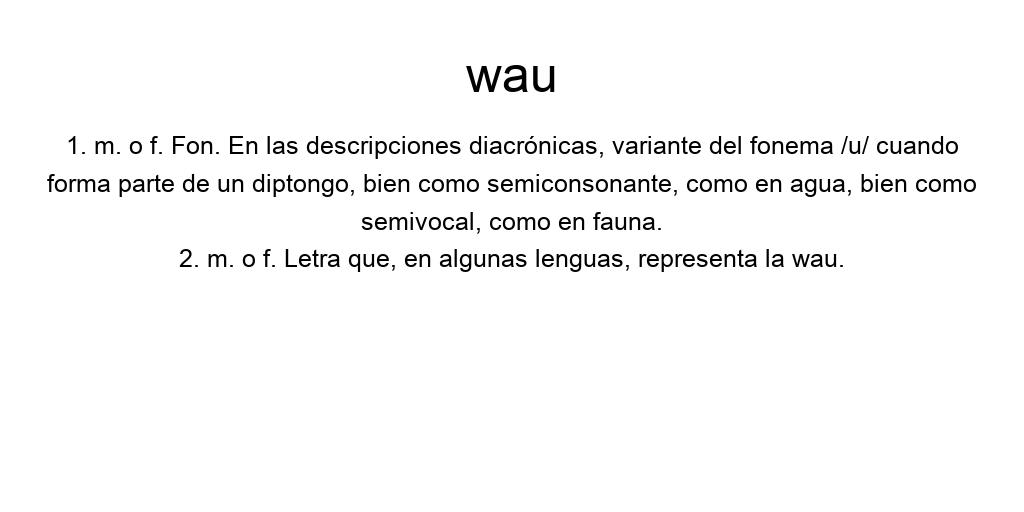 wau
1. m. o f. Fon. En las descripciones diacrónicas, variante del fonema /u/ cuando
forma parte de un diptongo, bien como semiconsonante, como en agua, bien como
semivocal, como en fauna.
2. m. o f. Letra que, en algunas lenguas, representa la wau.